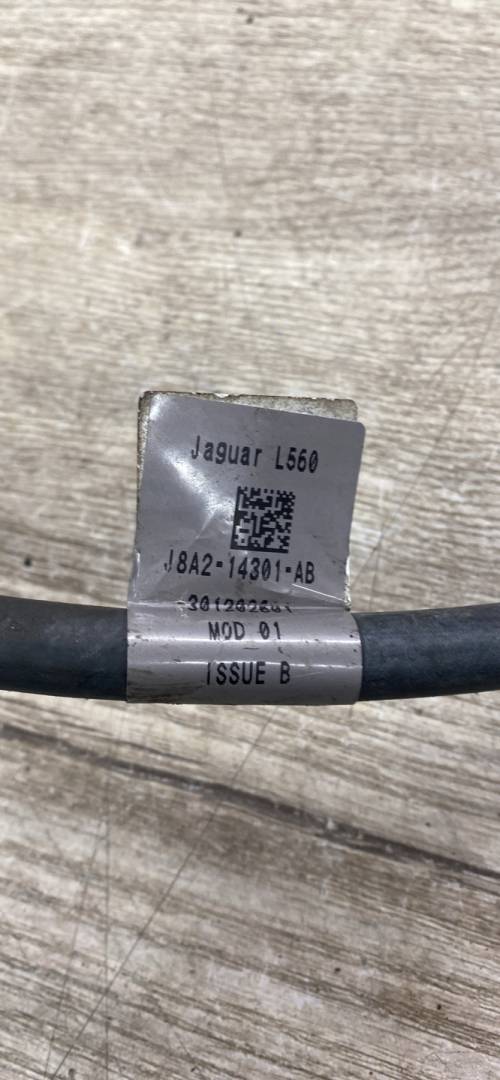 Jaguar L560
J8A2-14301-AB
MOD 01
ISSUE B